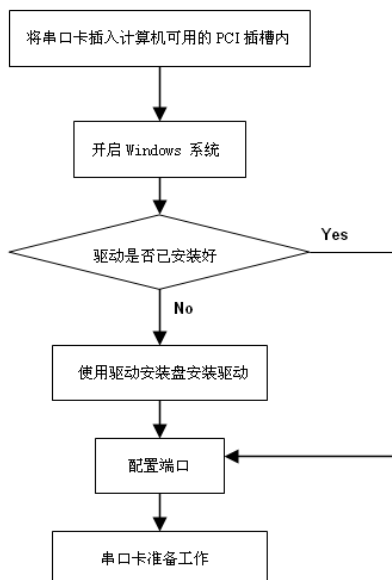 将串口卡插入计算机可用的 PCI 插槽内
开启 Windows 系统
驱动是否已安装好
Yes
No
使用驱动安装盘安装驱动
配置端口
串口卡准备工作